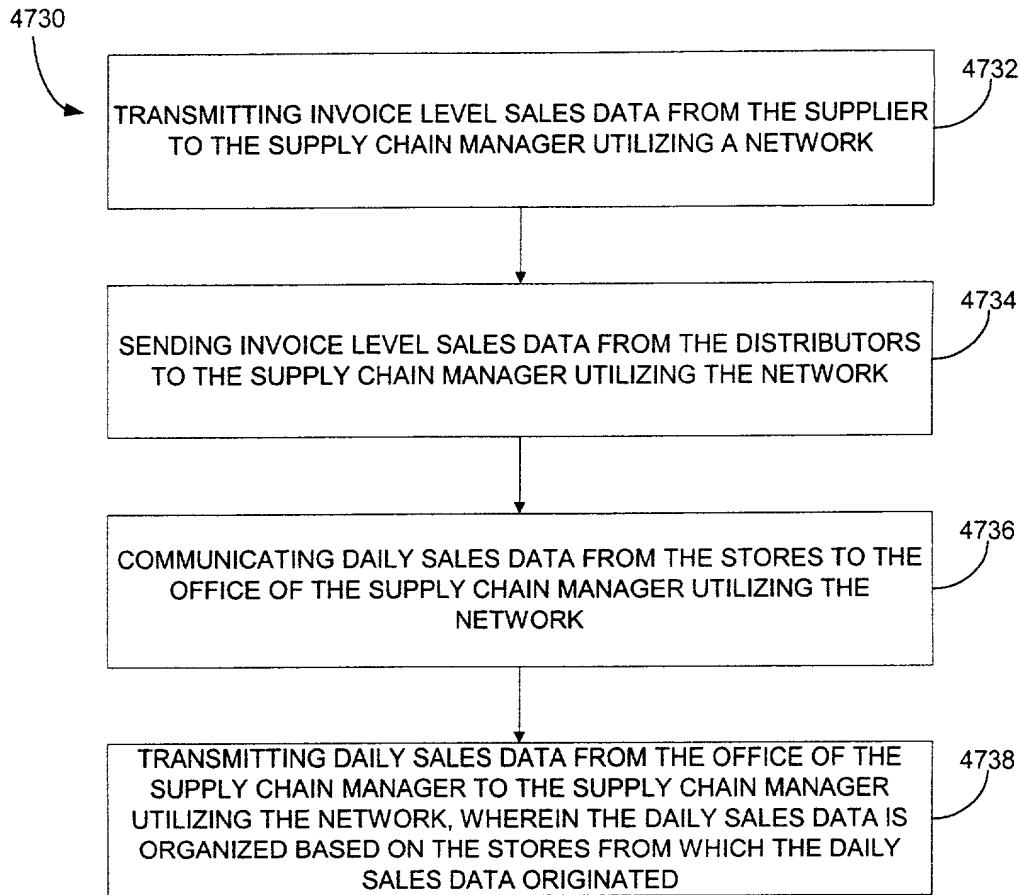 4730
4732
TRANSMITTING INVOICE LEVEL SALES DATA FROM THE SUPPLIER
TO THE SUPPLY CHAIN MANAGER UTILIZING A NETWORK
4734
SENDING INVOICE LEVEL SALES DATA FROM THE DISTRIBUTORS
TO THE SUPPLY CHAIN MANAGER UTILIZING THE NETWORK
4736
COMMUNICATING DAILY SALES DATA FROM THE STORES TO THE
OFFICE OF THE SUPPLY CHAIN MANAGER UTILIZING THE
NETWORK
4738
TRANSMITTING DAILY SALES DATA FROM THE OFFICE OF THE
SUPPLY CHAIN MANAGER TO THE SUPPLY CHAIN MANAGER
UTILIZING THE NETWORK, WHEREIN THE DAILY SALES DATA IS
ORGANIZED BASED ON THE STORES FROM WHICH THE DAILY
SALES DATA ORIGINATED